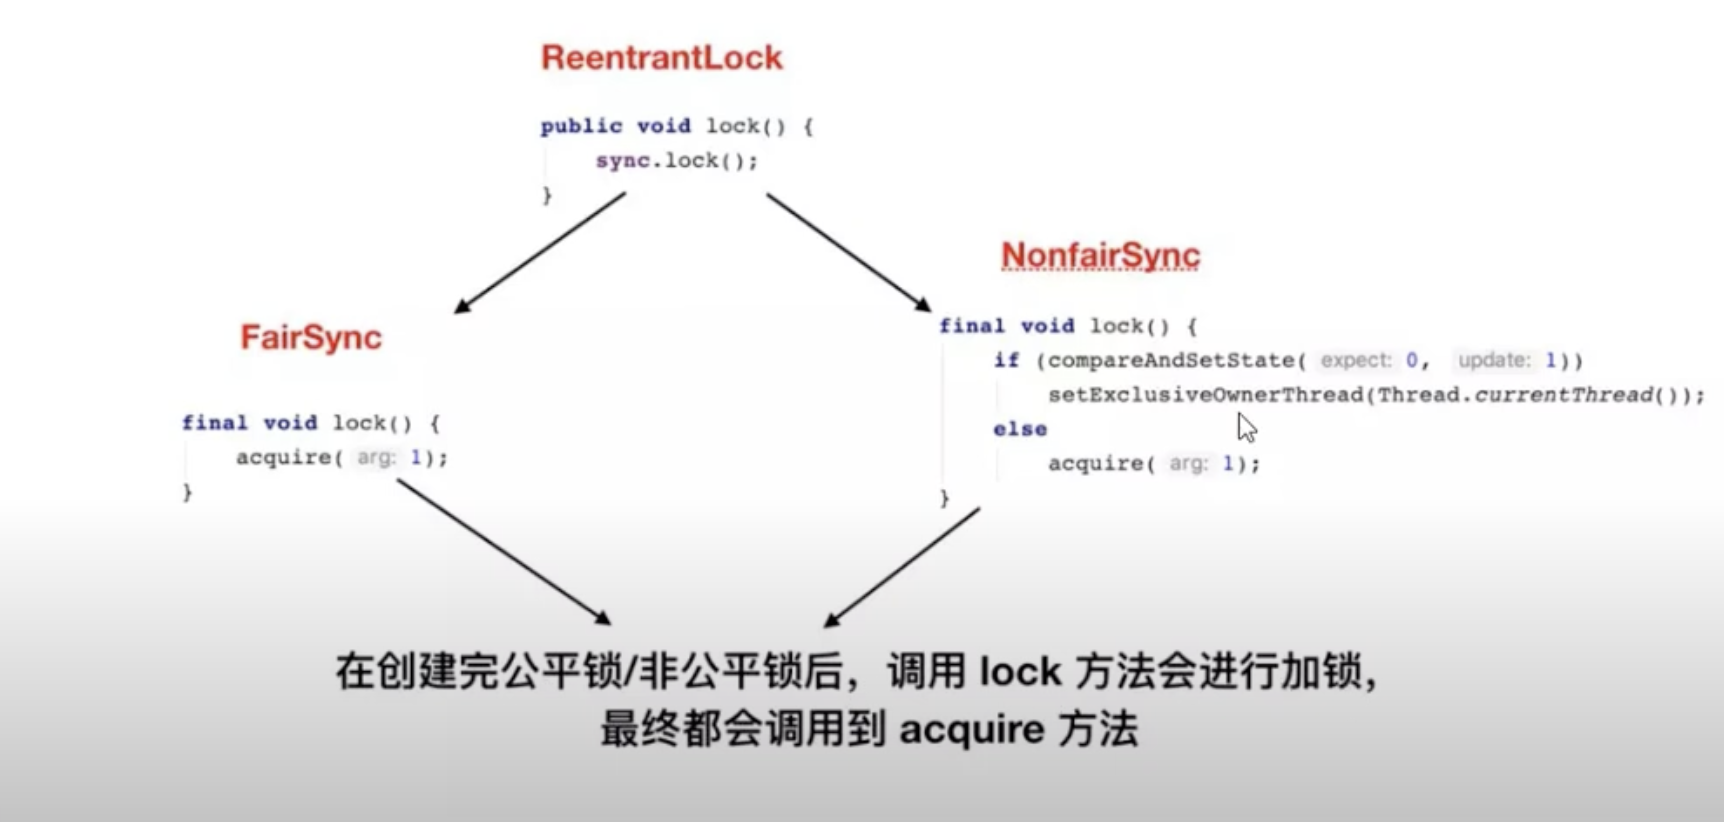 ReentrantLock
public void lock() {
sync.lock();
}
FairSync
final void lock() {
acquire( arg: 1);
}
NonfairSync
final void lock() {
if (compareAndSetState( expect: 0, update: 1))
setExclusiveOwnerThread(Thread.currentThread());
else
acquire( arg: 1);
}
在创建完公平锁/非公平锁后，调用 lock 方法会进行加锁，
最终都会调用到 acquire 方法